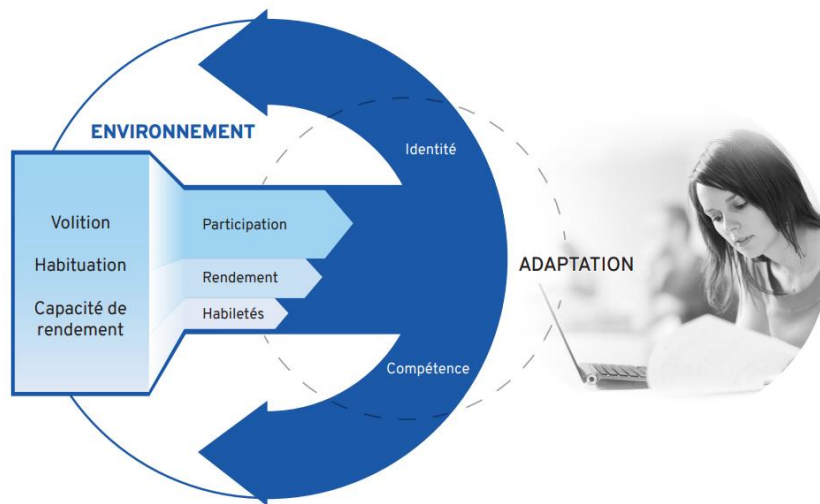 ENVIRONNEMENT
Identité
Volition
Habituation
Capacité de
rendement
Participation
Rendement
Habiletés
ADAPTATION
Compétence